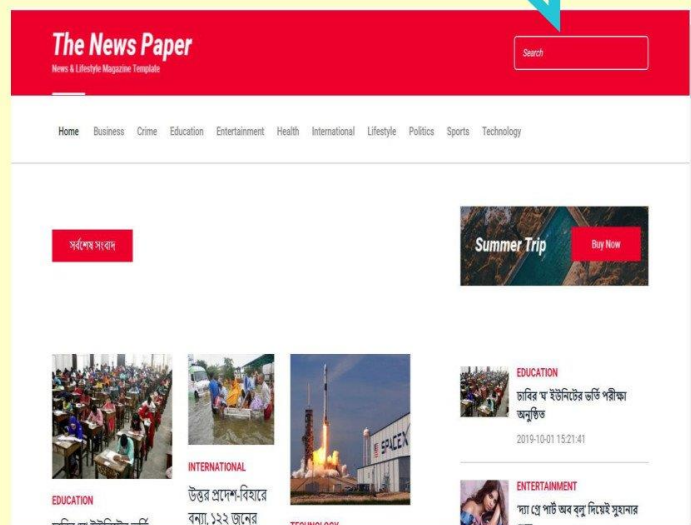 The News Paper
News & Lifestyle Magazine Template
Search
Home Business Crime Education Entertainment Health International Lifestyle Politics Sports Technology
সর্বশেষ সংবাদ
Summer Trip
Buy Now
EDUCATION
INTERNATIONAL
উত্তর প্রদেশ-বিহারে
বন্যা, ১২২ জনের
SPACEX
TECHNOLOGY
EDUCATION
ঢাবির 'ঘ' ইউনিটের ভর্তি পরীক্ষা
অনুষ্ঠিত
2019-10-01 15:21:41
ENTERTAINMENT
'দ্যা গ্রে পার্ট অব ব্লু' দিয়েই সুহানার